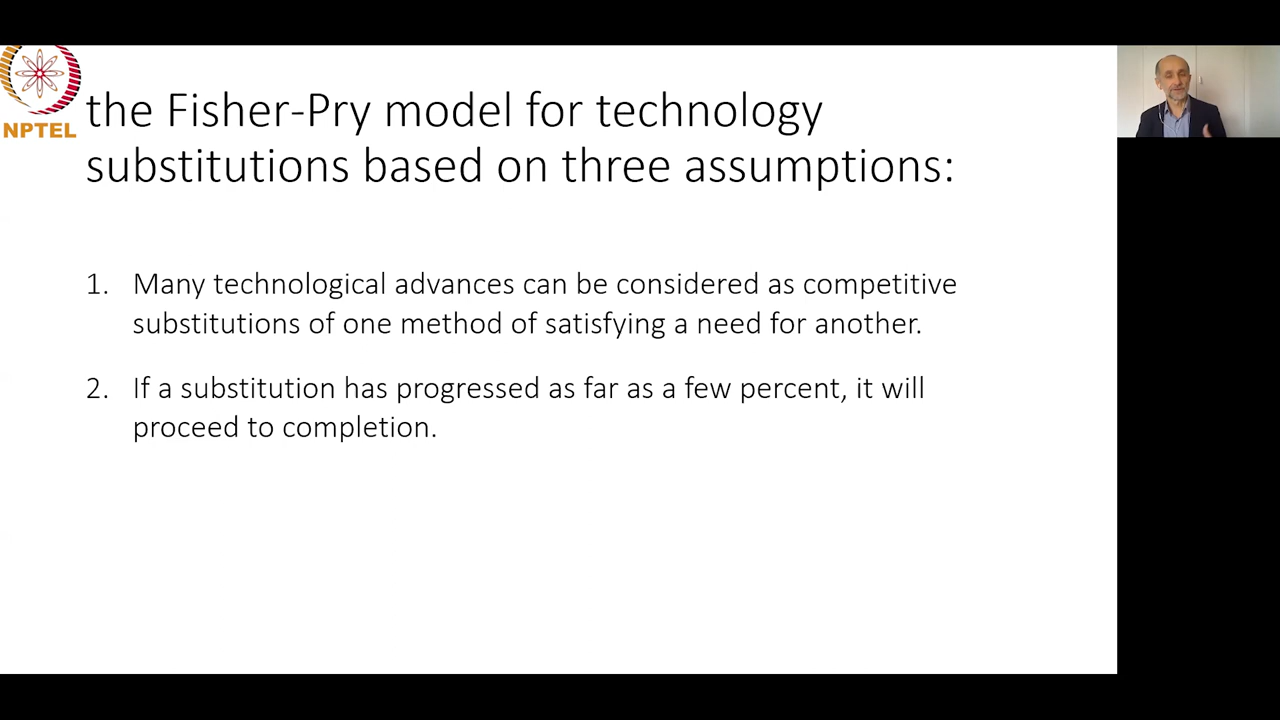 NPTEL
the Fisher-Pry model for technology
substitutions based on three assumptions:
1. Many technological advances can be considered as competitive
substitutions of one method of satisfying a need for another.
2. If a substitution has progressed as far as a few percent, it will
proceed to completion.